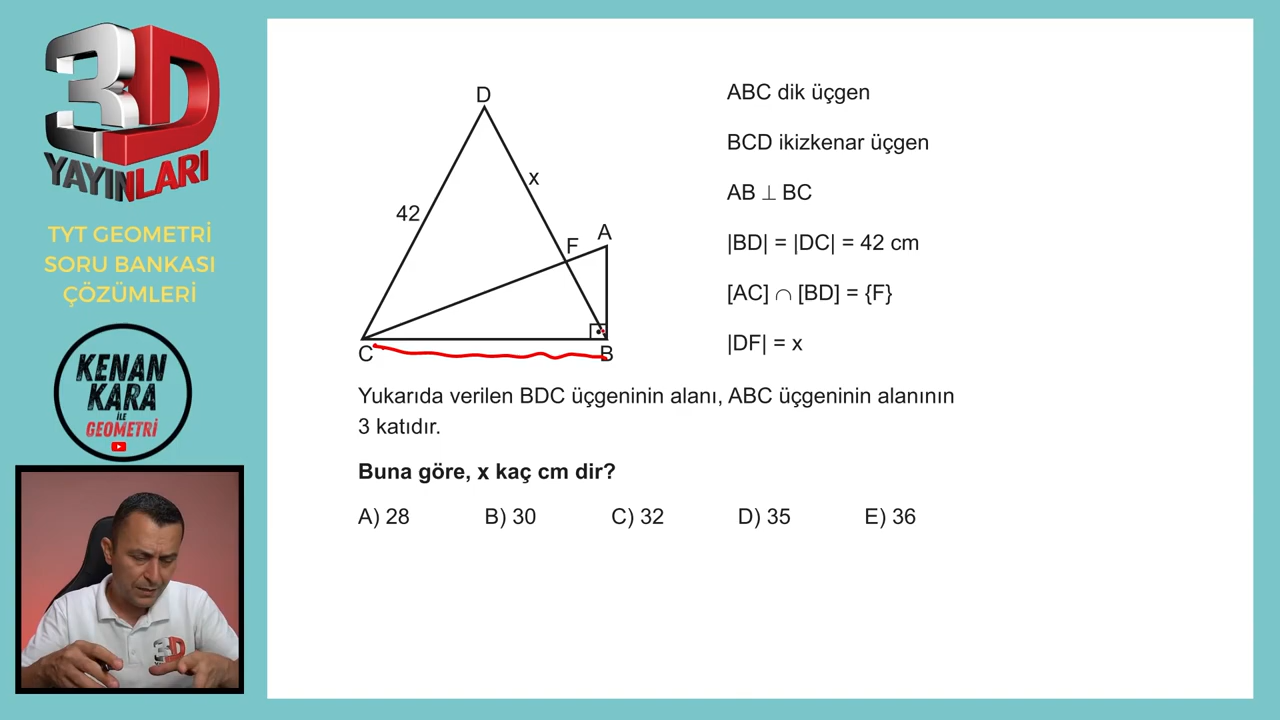 3D
YAYINLARI
TYT GEOMETRİ
SORU BANKASI
ÇÖZÜMLERİ
KENAN
KARA
İLE
GEOMETRİ
3D
D
x
42
F
A
C
B
ABC dik üçgen
BCD ikizkenar üçgen
AB ⊥ BC
|BD| = |DC| = 42 cm
[AC] ∩ [BD] = {F}
|DF| = x
Yukarıda verilen BDC üçgeninin alanı, ABC üçgeninin alanının
3 katıdır.
Buna göre, x kaç cm dir?
A) 28 B) 30 C) 32 D) 35 E) 36